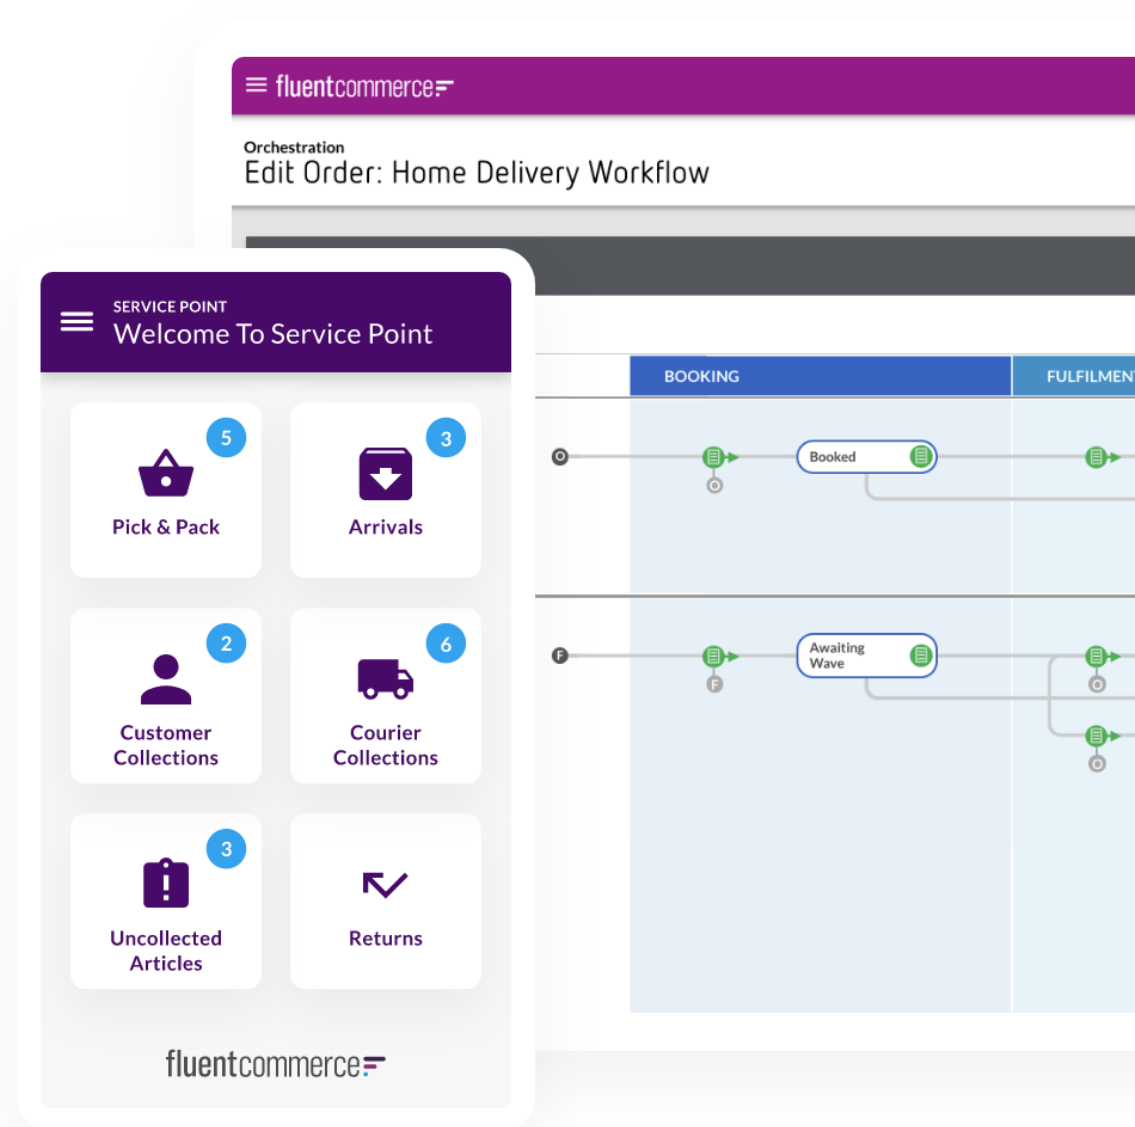 fluentcommerce
Orchestration
Edit Order: Home Delivery Workflow
SERVICE POINT
Welcome To Service Point
5
Pick & Pack
3
Arrivals
2
Customer
Collections
6
Courier
Collections
3
Uncollected
Articles
Returns
fluentcommerce
BOOKING
FULFILMENT
O
Booked
O
F
Awaiting
Wave
F
O
O